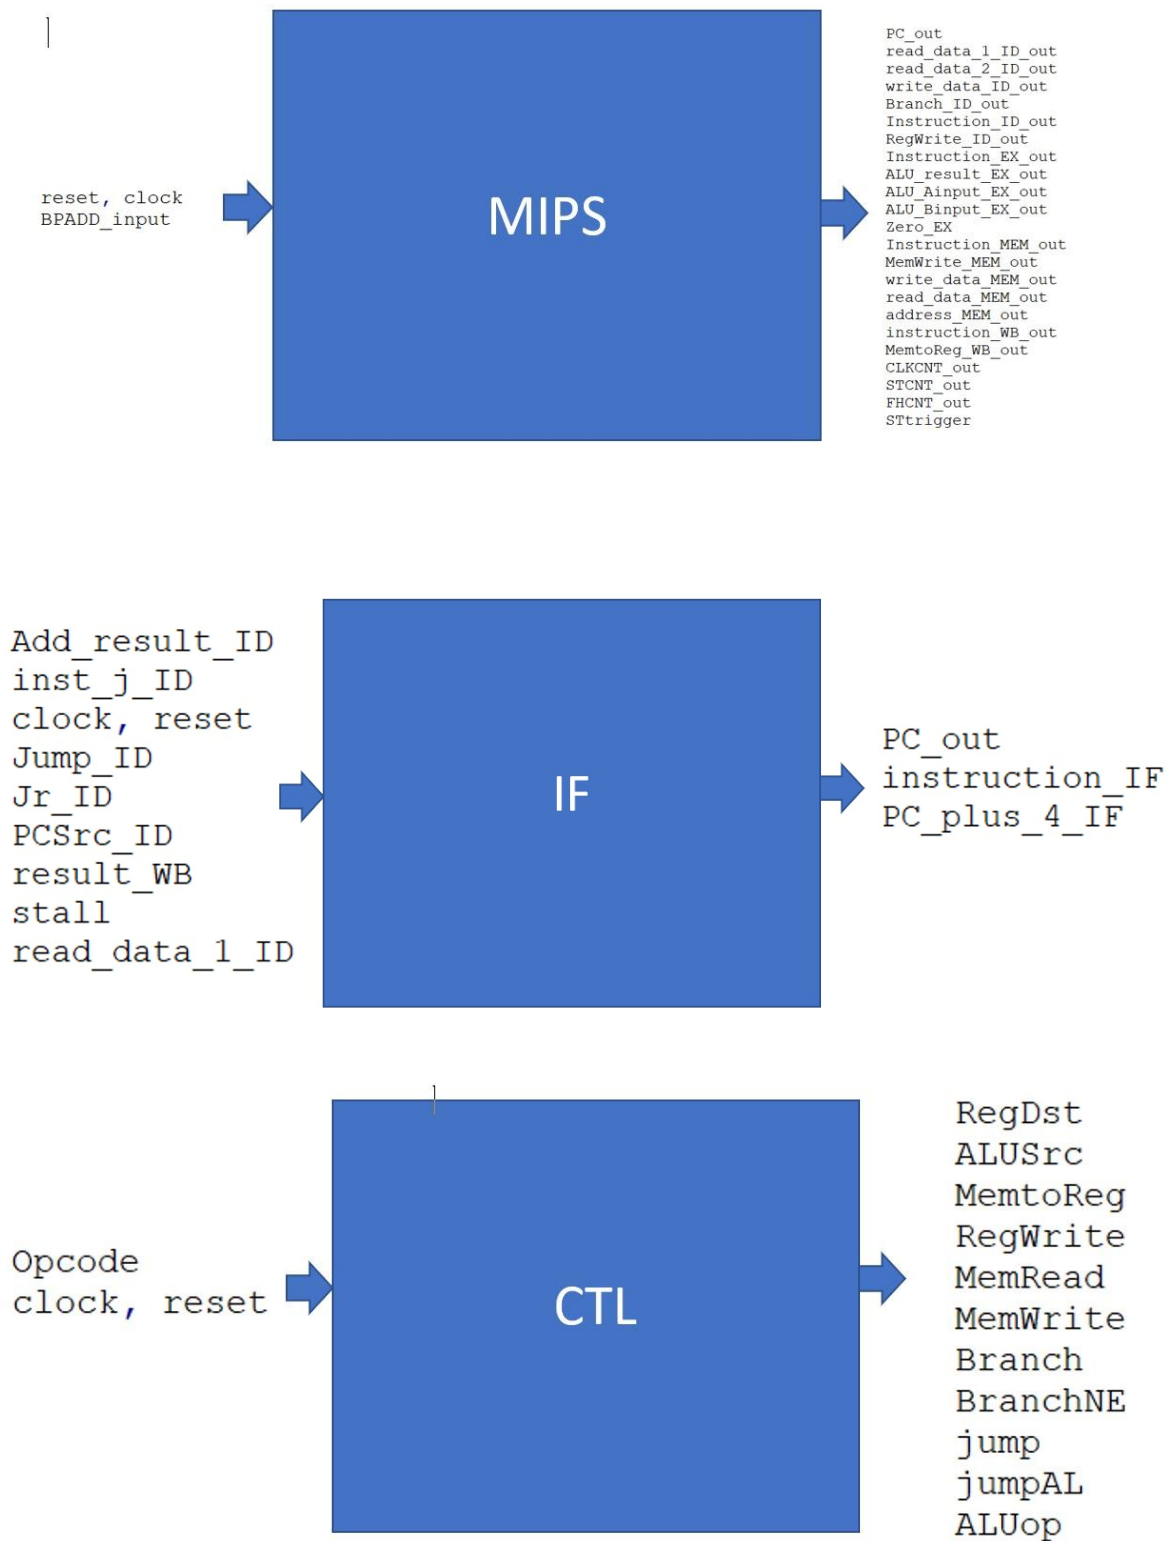 reset, clock
BPADD_input
MIPS
PC_out
read_data_1_ID_out
read_data_2_ID_out
write_data_ID_out
Branch_ID_out
Instruction_ID_out
RegWrite_ID_out
Instruction_EX_out
ALU_result_EX_out
ALU_Ainput_EX_out
ALU_Binput_EX_out
Zero_EX
Instruction_MEM_out
MemWrite_MEM_out
write_data_MEM_out
read_data_MEM_out
address_MEM_out
instruction_WB_out
MemtoReg_WB_out
CLKCNT_out
STCNT_out
FHCNT_out
STtrigger
Add_result_ID
inst_j_ID
clock, reset
Jump_ID
Jr_ID
PCSrc_ID
result_WB
stall
read_data_1_ID
IF
PC_out
instruction_IF
PC_plus_4_IF
Opcode
clock, reset
CTL
RegDst
ALUSrc
MemtoReg
RegWrite
MemRead
MemWrite
Branch
BranchNE
jump
jumpAL
ALUop